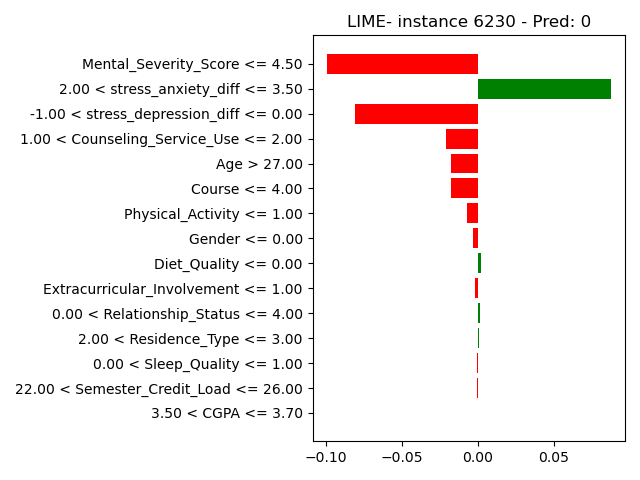 LIME- instance 6230 - Pred: 0
Mental_Severity_Score <= 4.50
2.00 < stress_anxiety_diff <= 3.50
-1.00 < stress_depression_diff <= 0.00
1.00 < Counseling_Service_Use <= 2.00
Age > 27.00
Course <= 4.00
Physical_Activity <= 1.00
Gender <= 0.00
Diet_Quality <= 0.00
Extracurricular_Involvement <= 1.00
0.00 < Relationship_Status <= 4.00
2.00 < Residence_Type <= 3.00
0.00 < Sleep_Quality <= 1.00
22.00 < Semester_Credit_Load <= 26.00
3.50 < CGPA <= 3.70
−0.10 −0.05 0.00 0.05